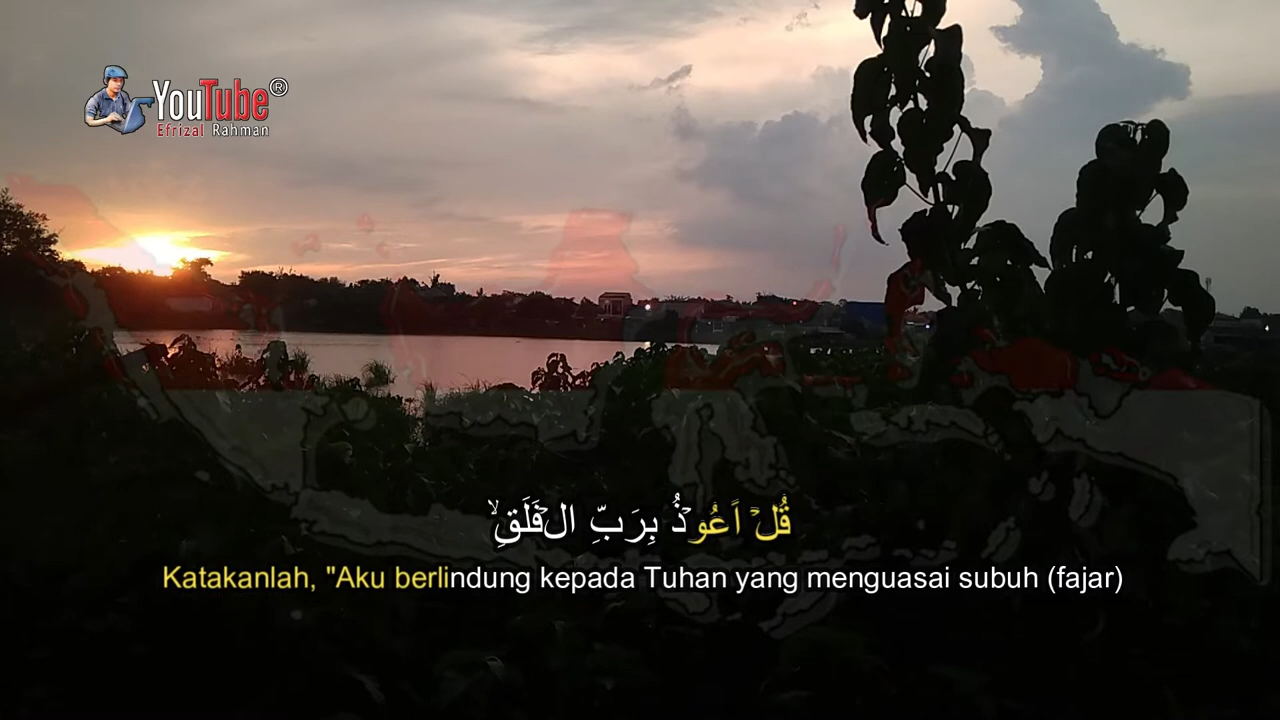 YouTube®
Efrizal Rahman
قُلْ اَعُوْذُ بِرَبِّ الْفَلَقِۙ
Katakanlah, "Aku berlindung kepada Tuhan yang menguasai subuh (fajar)